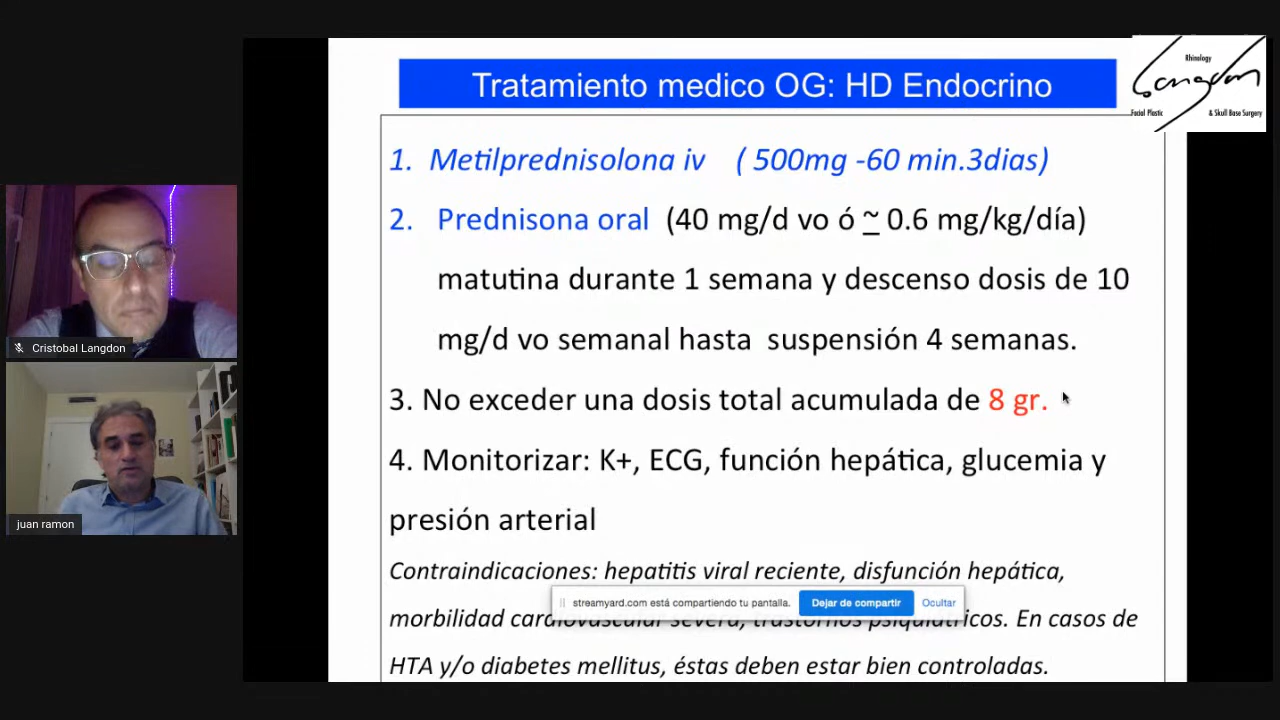 Tratamiento medico OG: HD Endocrino
Rhinology
Langdon
Facial Plastic & Skull Base Surgery
1. Metilprednisolona iv ( 500mg -60 min.3dias)
2. Prednisona oral (40 mg/d vo ó ~ 0.6 mg/kg/día)
matutina durante 1 semana y descenso dosis de 10
mg/d vo semanal hasta suspensión 4 semanas.
3. No exceder una dosis total acumulada de 8 gr.
4. Monitorizar: K+, ECG, función hepática, glucemia y
presión arterial
Contraindicaciones: hepatitis viral reciente, disfunción hepática,
streamyard.com está compartiendo tu pantalla. Dejar de compartir Ocultar
morbilidad cardiovascular severa, trastornos psiquiátricos. En casos de
HTA y/o diabetes mellitus, éstas deben estar bien controladas.
Cristobal Langdon
juan ramon